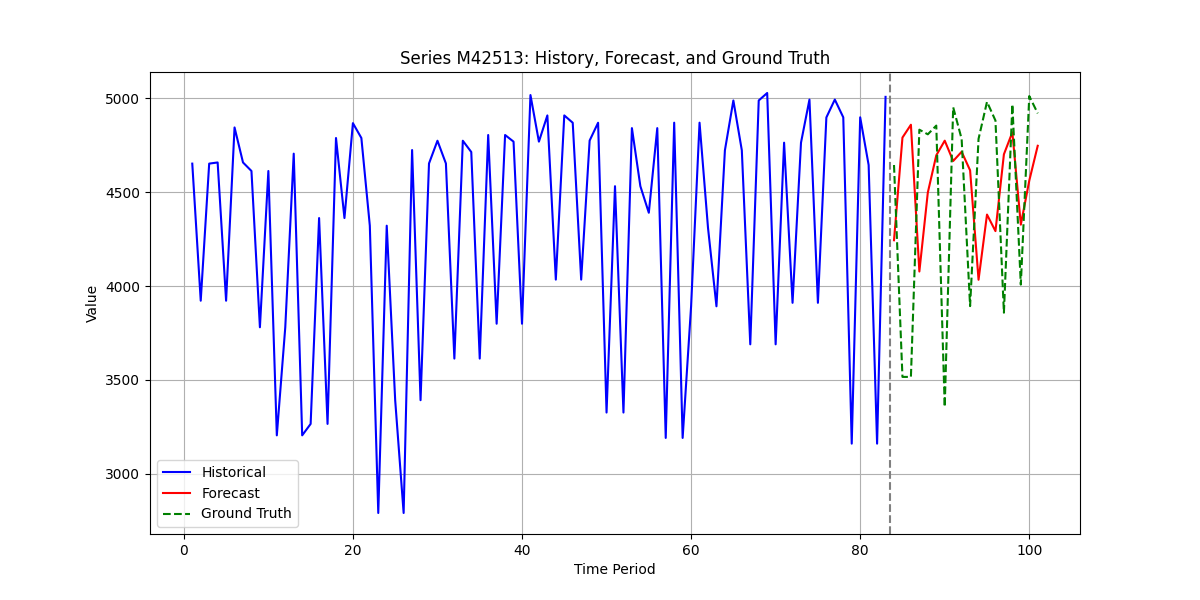 Series M42513: History, Forecast, and Ground Truth
5000
4500
4000
3500
3000
Value
Historical
Forecast
Ground Truth
0 20 40 60 80 100
Time Period